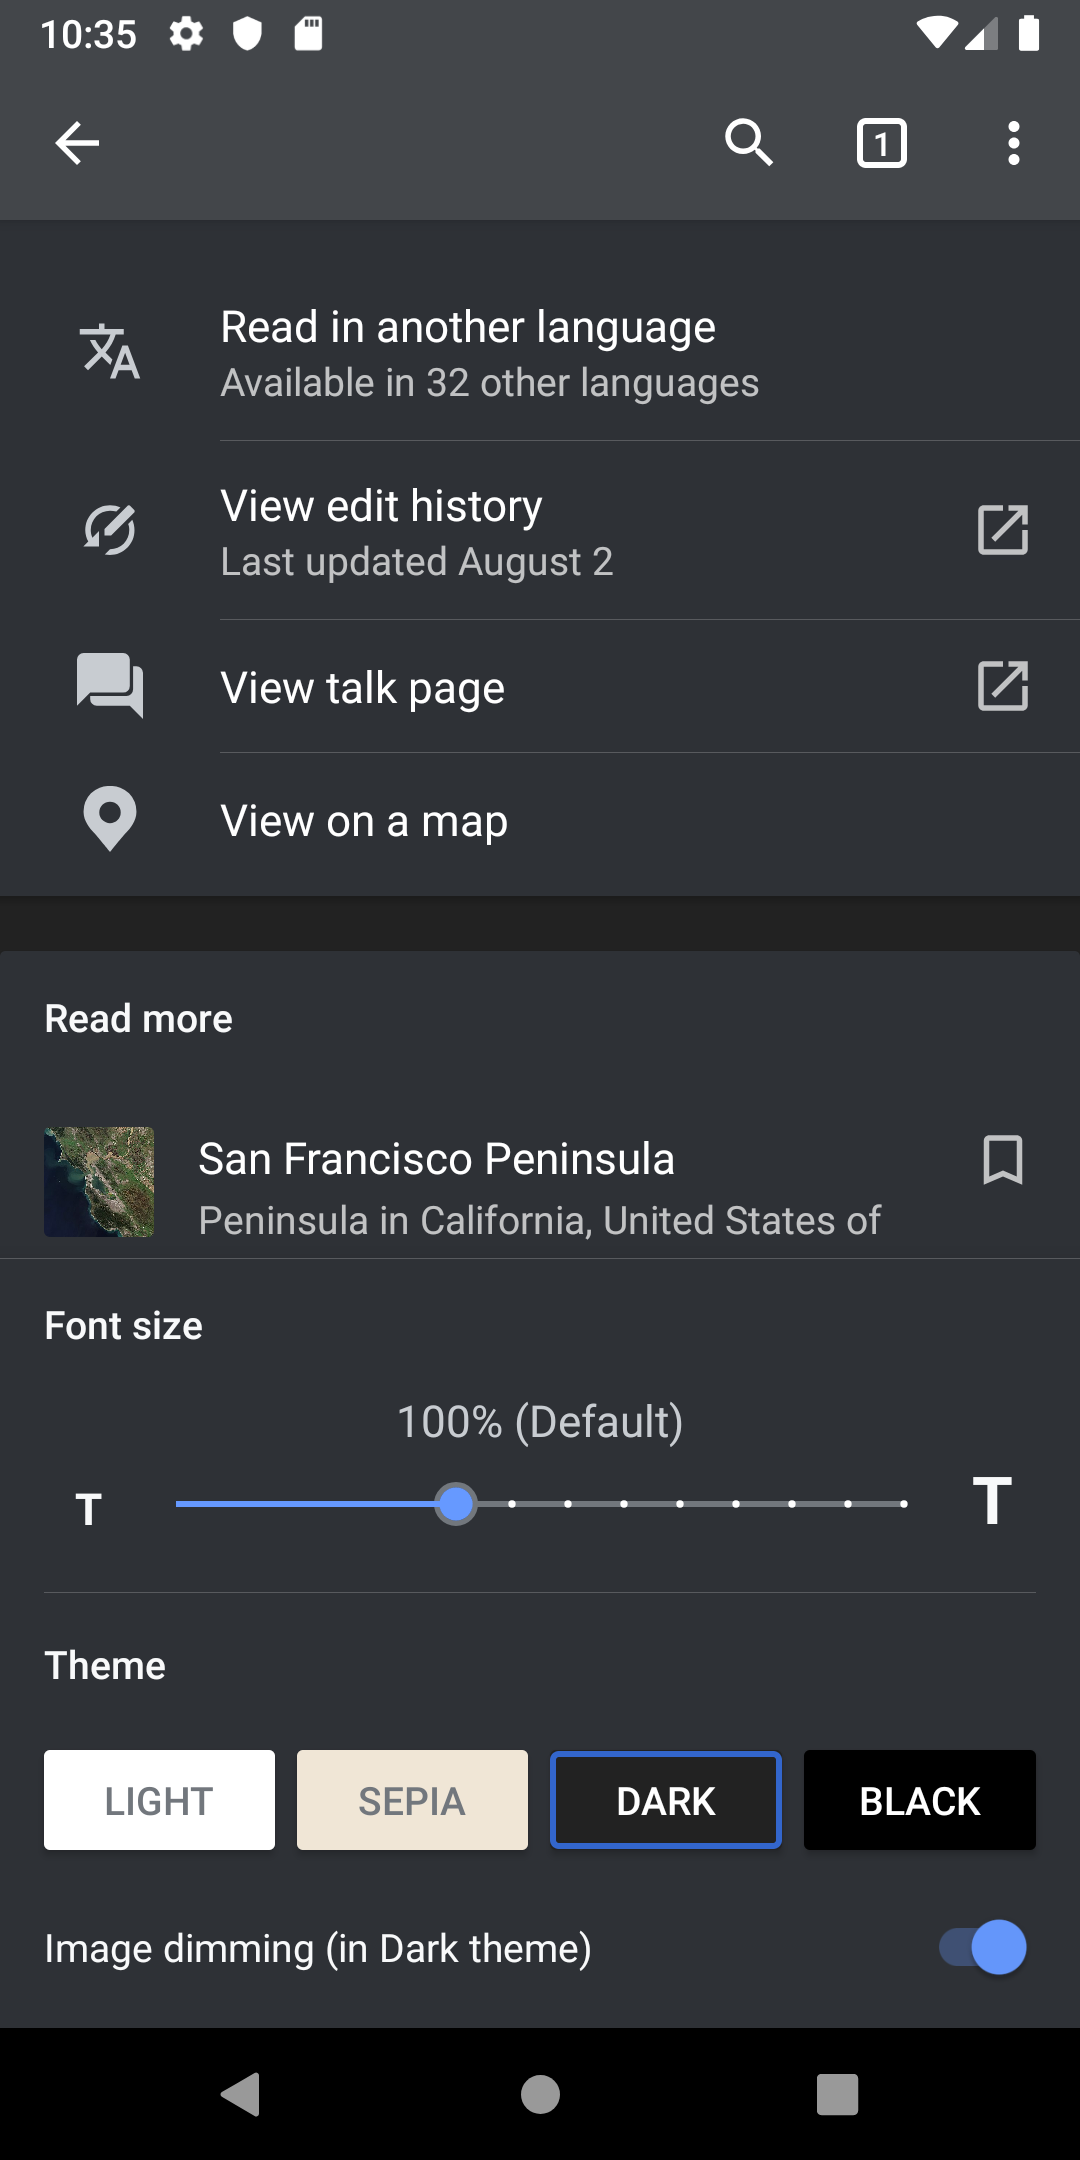 10:35
1
Read in another language
Available in 32 other languages
View edit history
Last updated August 2
View talk page
View on a map
Read more
San Francisco Peninsula
Peninsula in California, United States of
Font size
100% (Default)
T T
Theme
LIGHT SEPIA DARK BLACK
Image dimming (in Dark theme)